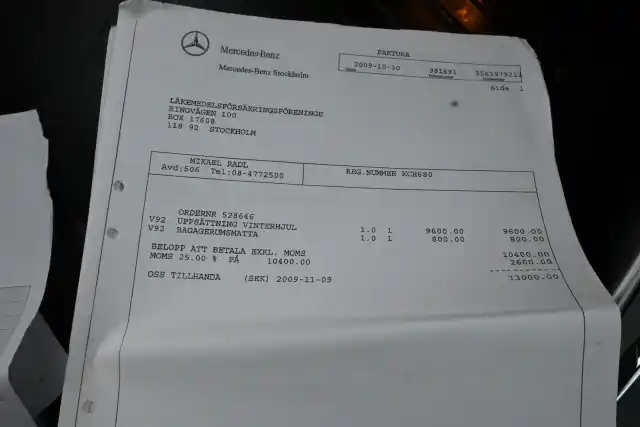 Mercedes-Benz
Mercedes-Benz Stockholm
FAKTURA
2009-10-30 981691 5561979211
Sida 1
LÄKEMEDELSFÖRSÄKRINGSFÖRENINGE
RINGVÄGEN 100
BOX 17608
118 92 STOCKHOLM
MIKAEL RADL
Avd:506 Tel:08-4772500
REG.NUMMER KCH680
ORDERNR 528646
V92 UPPSÄTTNING VINTERHJUL 1.0 1 9600.00 9600.00
V92 BAGAGERUMSMATTA 1.0 1 800.00 800.00
BELOPP ATT BETALA EXKL. MOMS 10400.00
MOMS 25.00 % PÅ 10400.00 2600.00
OSS TILLHANDA (SEK) 2009-11-09 13000.00